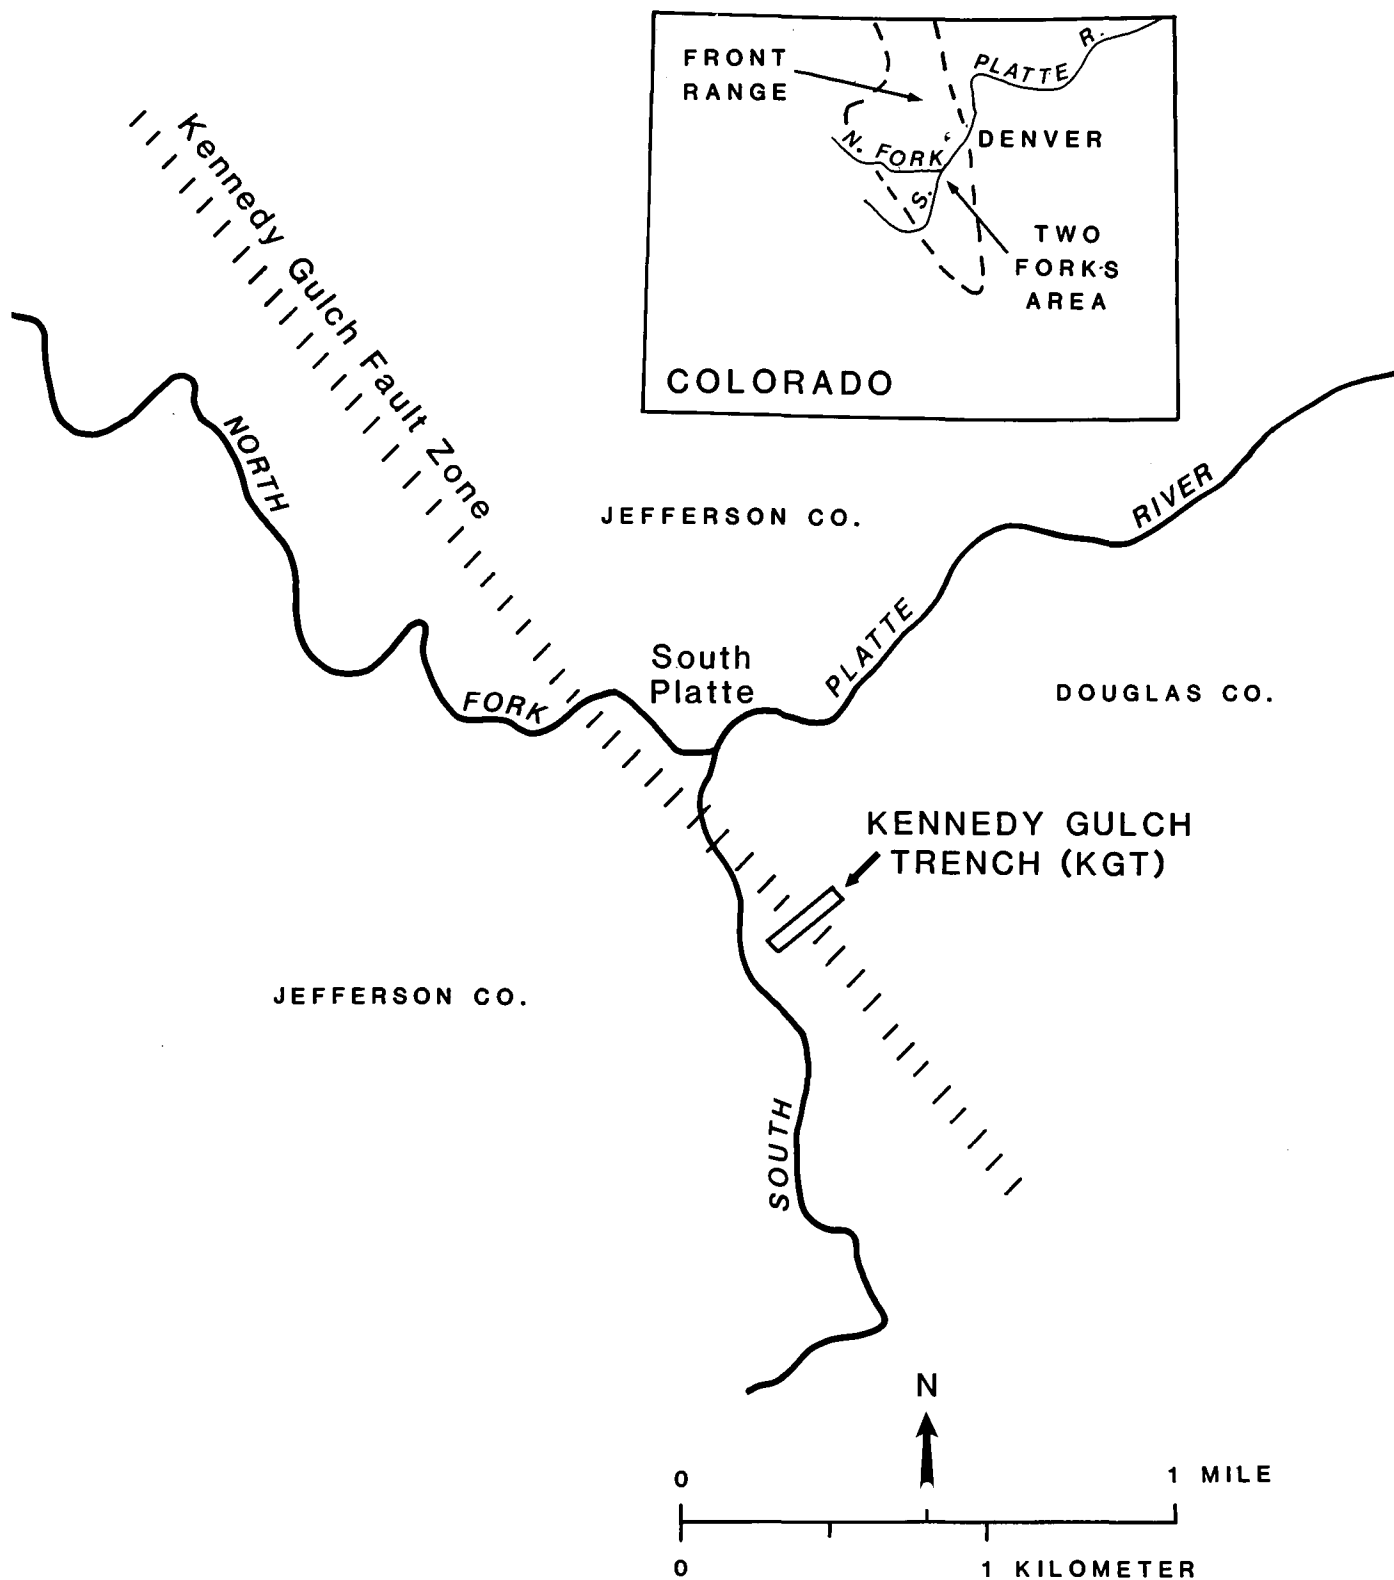 FRONT
RANGE
PLATTE R.
N. FORK
DENVER
S.
TWO
FORKS
AREA
COLORADO
Kennedy Gulch Fault Zone
NORTH
FORK
JEFFERSON CO.
RIVER
PLATTE
South
Platte
DOUGLAS CO.
KENNEDY GULCH
TRENCH (KGT)
JEFFERSON CO.
SOUTH
N
0 1 MILE
0 1 KILOMETER